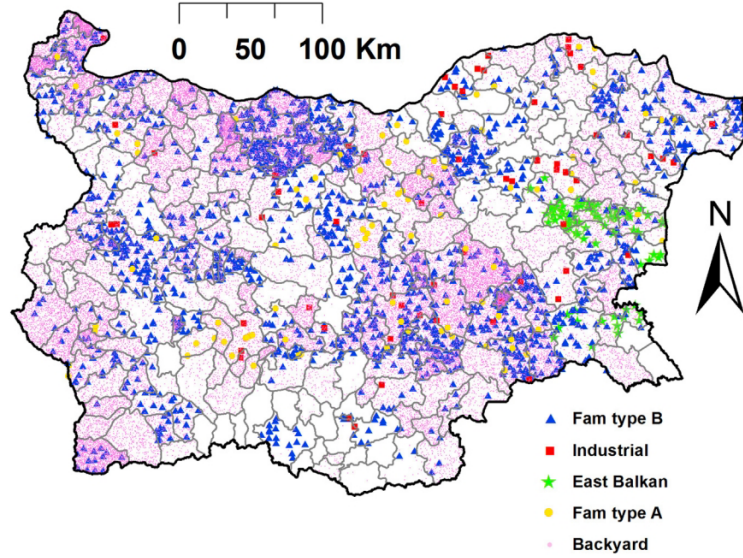 0 50 100 Km
N
Fam type B
Industrial
East Balkan
Fam type A
Backyard